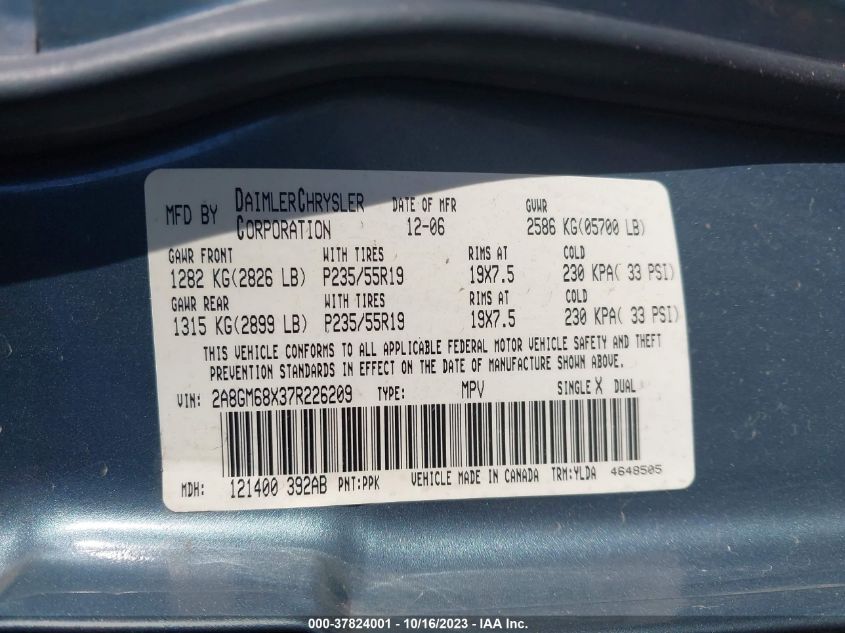 MFD BY DAIMLERCHRYSLER CORPORATION DATE OF MFR 12-06 GVWR 2586 KG(05700 LB)
GAWR FRONT WITH TIRES RIMS AT COLD
1282 KG(2826 LB) P235/55R19 19X7.5 230 KPA( 33 PSI)
GAWR REAR WITH TIRES RIMS AT COLD
1315 KG(2899 LB) P235/55R19 19X7.5 230 KPA( 33 PSI)
THIS VEHICLE CONFORMS TO ALL APPLICABLE FEDERAL MOTOR VEHICLE SAFETY AND THEFT
PREVENTION STANDARDS IN EFFECT ON THE DATE OF MANUFACTURE SHOWN ABOVE.
VIN: 2A8GM68X37R226209 TYPE: MPV SINGLE X DUAL
MDH: 121400 392AB PNT:PPK VEHICLE MADE IN CANADA TRM:YLDA 4648505
000-37824001 - 10/16/2023 - IAA Inc.